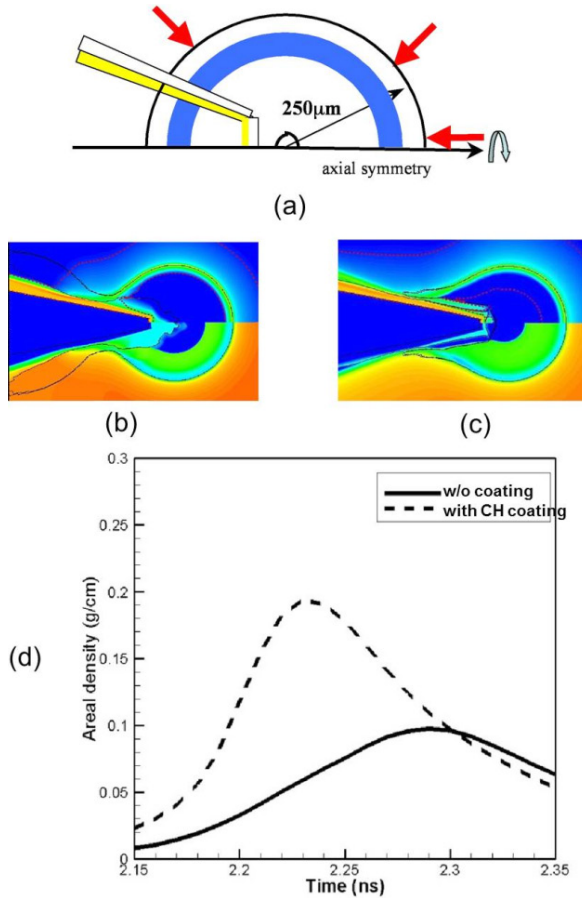 250μm
axial symmetry
(a)
(b)
(c)
(d)
0.3
0.25
0.2
0.15
0.1
0.05
0
Areal density (g/cm)
w/o coating
with CH coating
2.15
2.2
2.25
2.3
2.35
Time (ns)